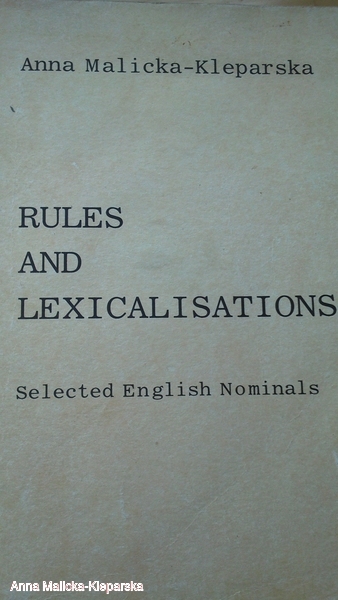 Anna Malicka-Kleparska
RULES
AND
LEXICALISATIONS
Selected English Nominals
Anna Malicka-Kleparska